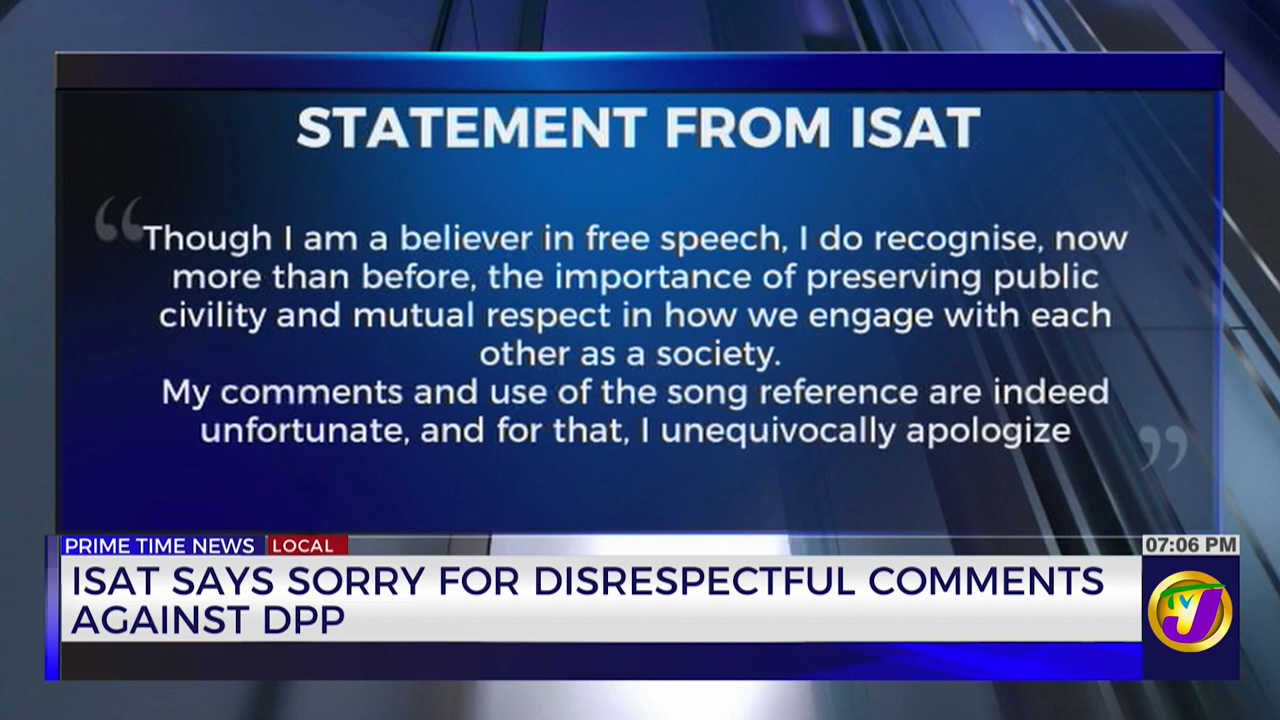 STATEMENT FROM ISAT
“Though I am a believer in free speech, I do recognise, now
more than before, the importance of preserving public
civility and mutual respect in how we engage with each
other as a society.
My comments and use of the song reference are indeed
unfortunate, and for that, I unequivocally apologize ”
PRIME TIME NEWS LOCAL
07:06 PM
ISAT SAYS SORRY FOR DISRESPECTFUL COMMENTS
AGAINST DPP
TVJ